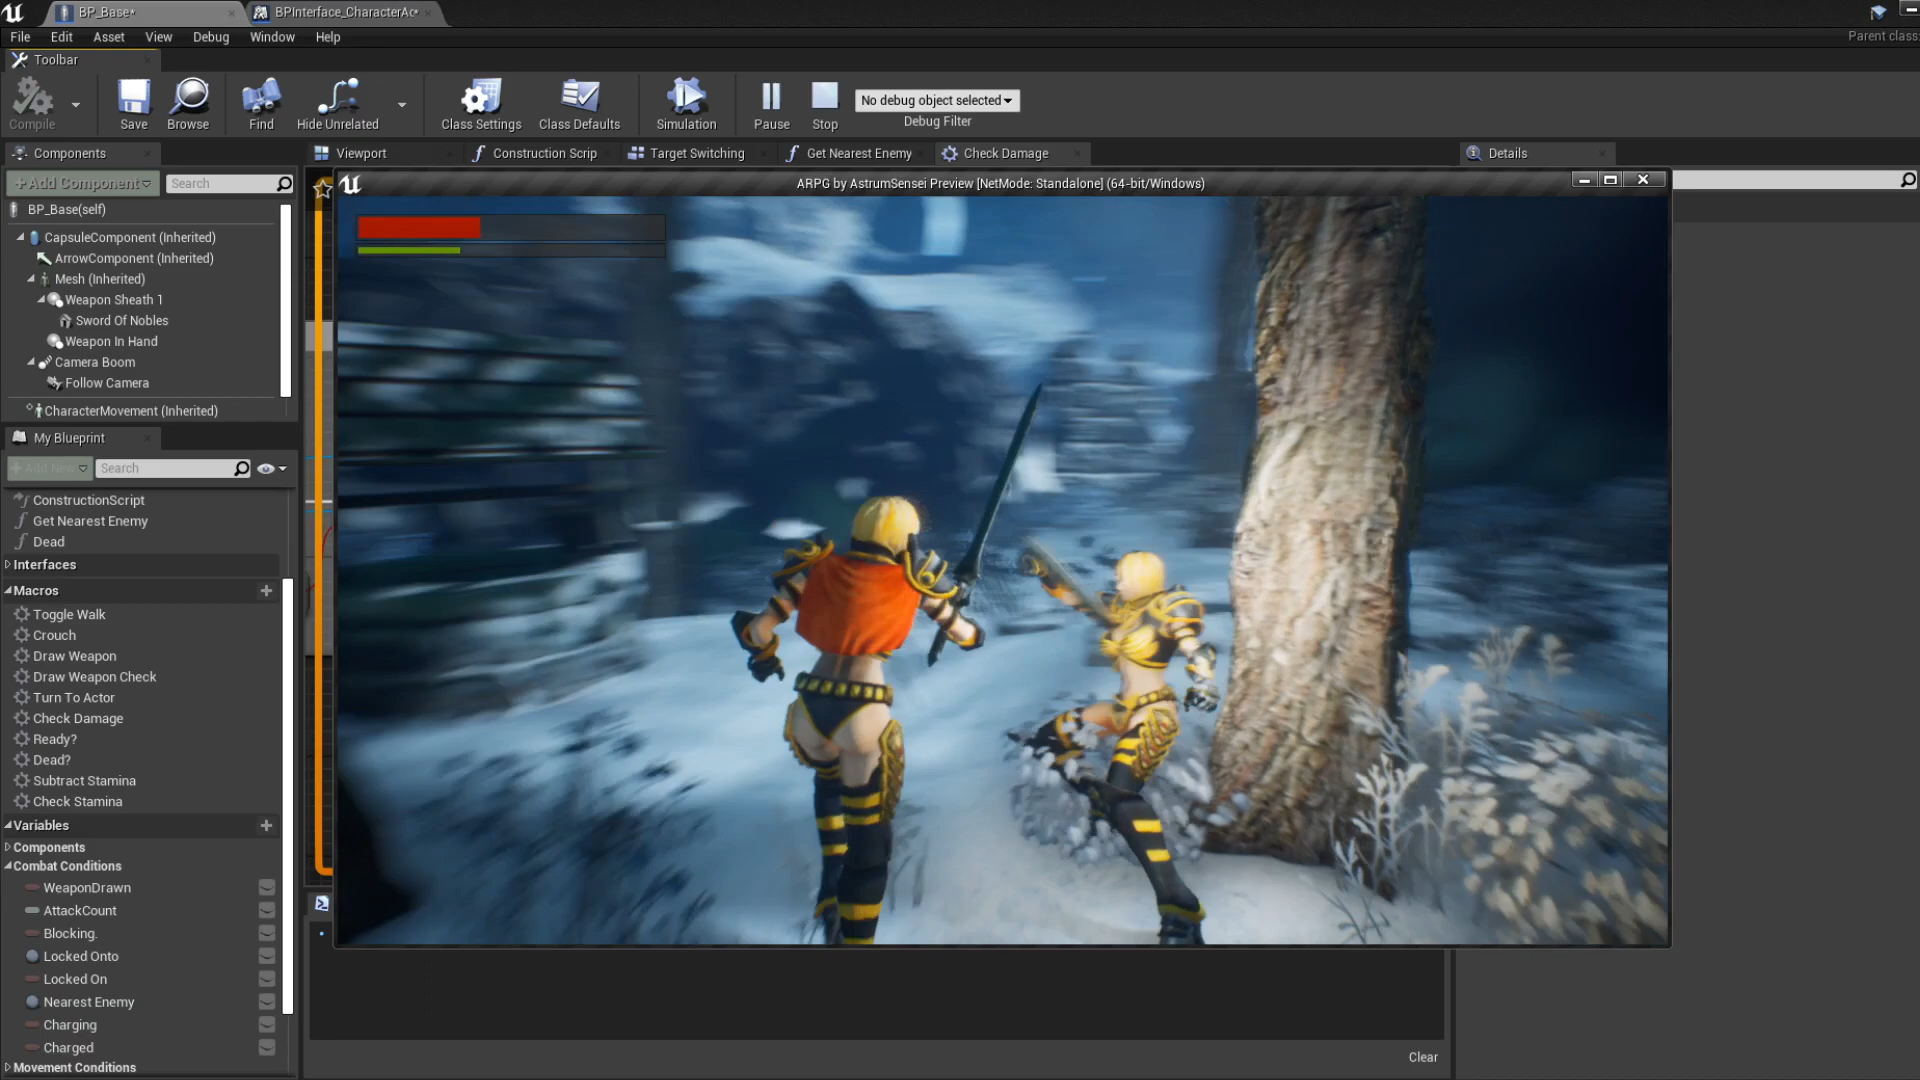 BP_Base*
BPInterface_CharacterAc*
File Edit Asset View Debug Window Help
Parent class:
Toolbar
Compile
Save
Browse
Find
Hide Unrelated
Class Settings
Class Defaults
Simulation
Pause
Stop
No debug object selected
Debug Filter
Components
Viewport
Construction Scrip
Target Switching
Get Nearest Enemy
Check Damage
Details
+Add Component
Search
ARPG by AstrumSensei Preview [NetMode: Standalone] (64-bit/Windows)
BP_Base(self)
CapsuleComponent (Inherited)
ArrowComponent (Inherited)
Mesh (Inherited)
Weapon Sheath 1
Sword Of Nobles
Weapon In Hand
Camera Boom
Follow Camera
CharacterMovement (Inherited)
My Blueprint
+Add New
Search
ConstructionScript
Get Nearest Enemy
Dead
Interfaces
Macros
Toggle Walk
Crouch
Draw Weapon
Draw Weapon Check
Turn To Actor
Check Damage
Ready?
Dead?
Subtract Stamina
Check Stamina
Variables
Components
Combat Conditions
WeaponDrawn
AttackCount
Blocking.
Locked Onto
Locked On
Nearest Enemy
Charging
Charged
Movement Conditions
Clear